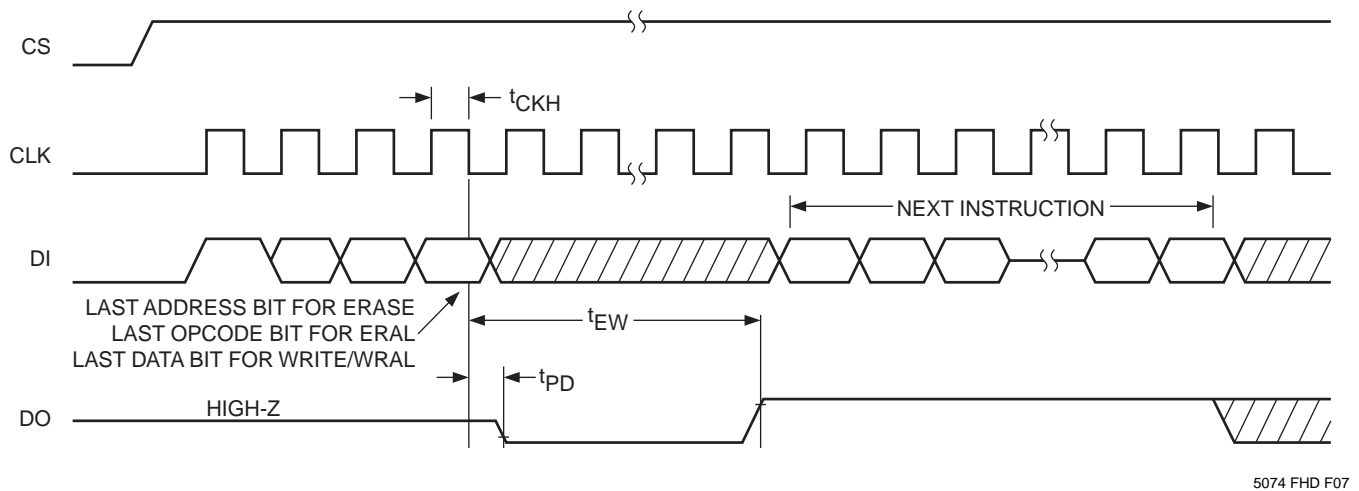 CS
tCKH
CLK
NEXT INSTRUCTION
DI
LAST ADDRESS BIT FOR ERASE
LAST OPCODE BIT FOR ERAL
LAST DATA BIT FOR WRITE/WRAL
tEW
tPD
HIGH-Z
DO
5074 FHD F07